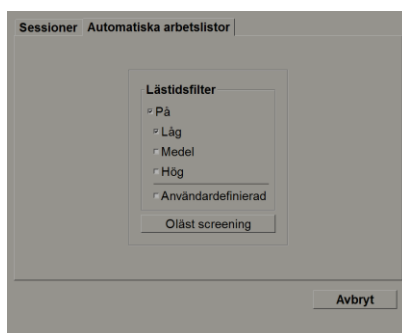 Sessioner Automatiska arbetslistor
Lästidsfilter
På
Låg
Medel
Hög
Användardefinierad
Oläst screening
Avbryt